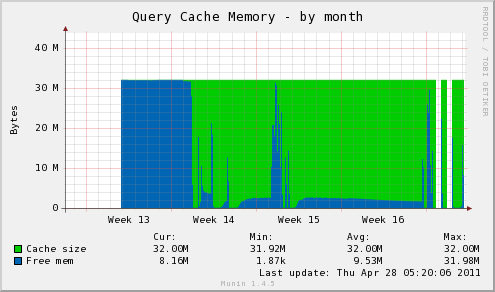 Query Cache Memory - by month
RRDTOOL / TOBI OETIKER
40 M
30 M
20 M
10 M
0
Bytes
Week 13 Week 14 Week 15 Week 16
Cur: Min: Avg: Max:
Cache size 32.00M 31.92M 32.00M 32.00M
Free mem 8.16M 1.87k 9.53M 31.98M
Last update: Thu Apr 28 05:20:06 2011
Munin 1.4.5